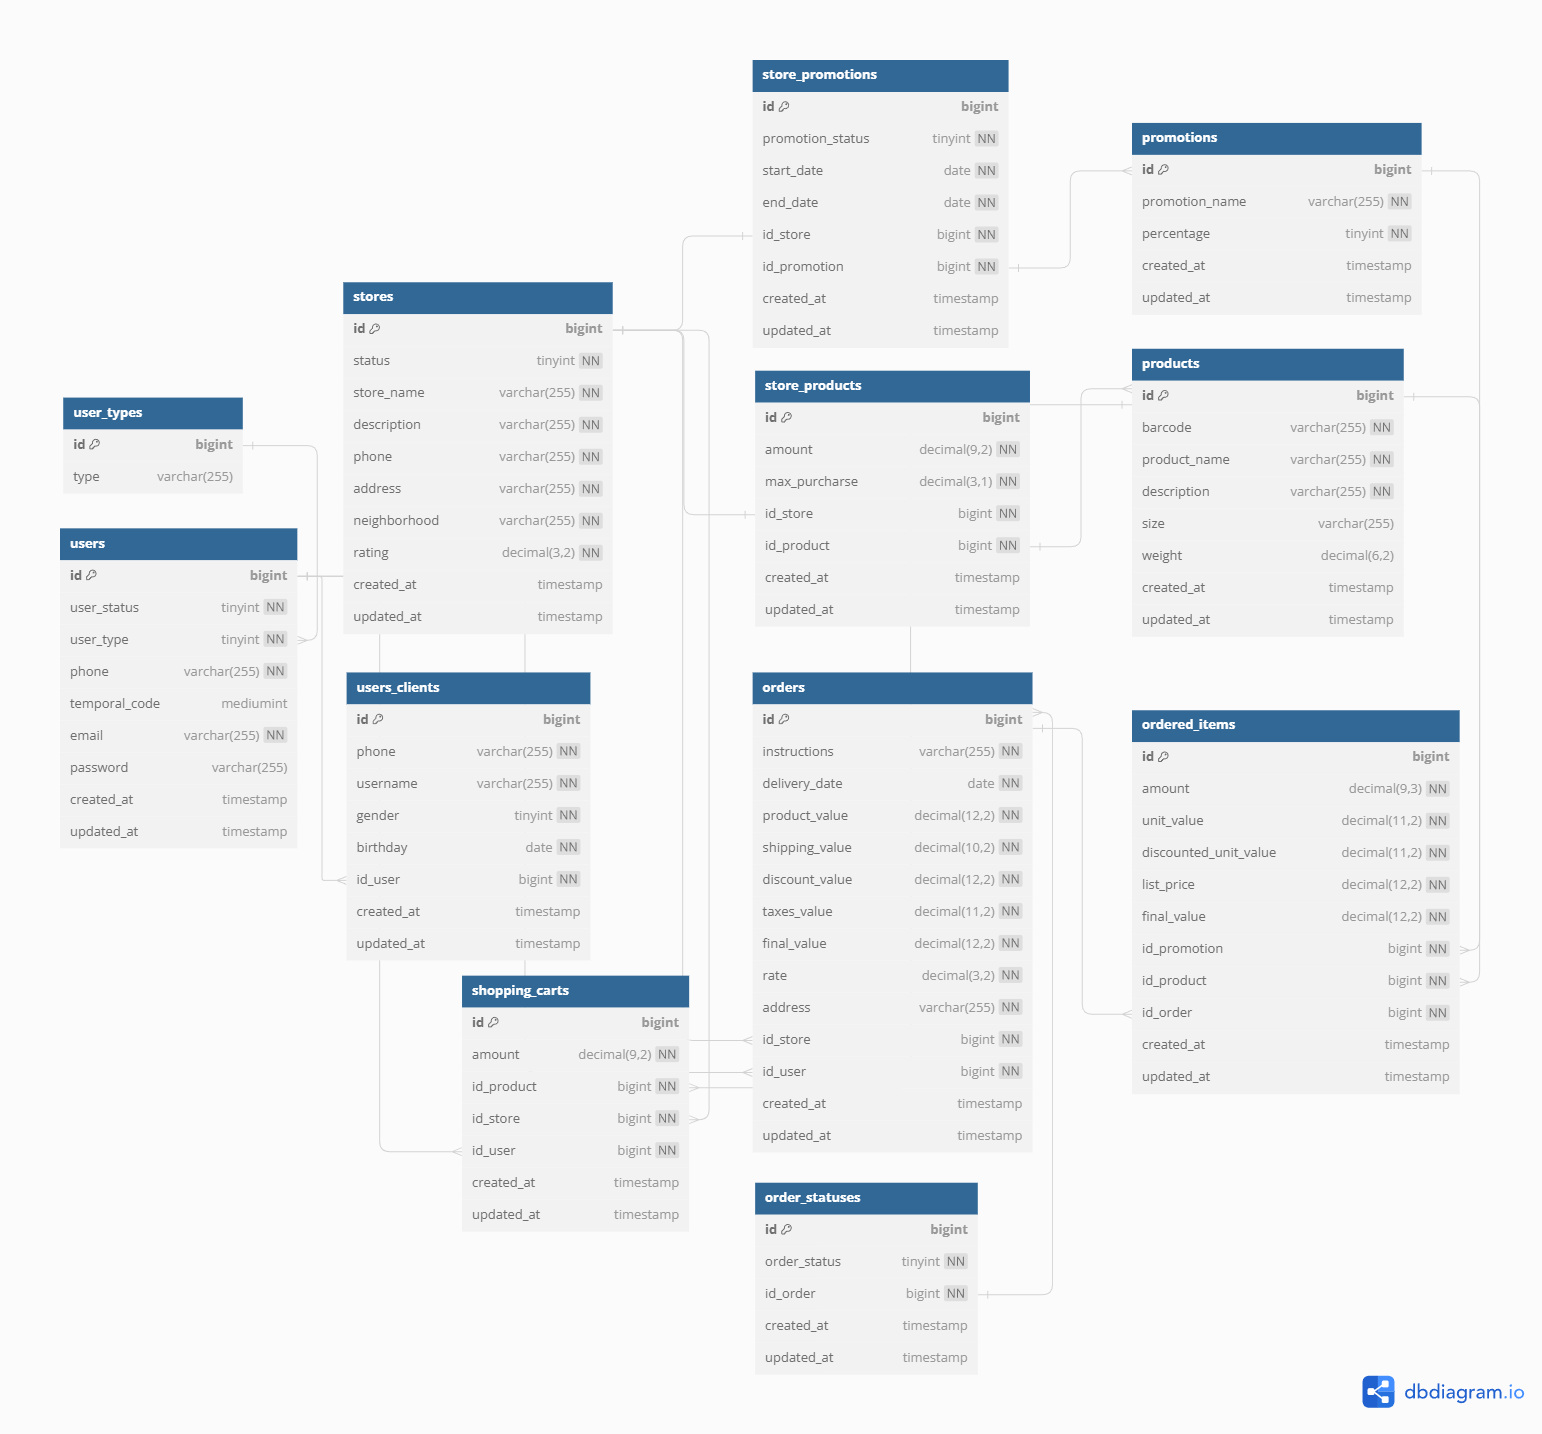 store_promotions
id bigint
promotion_status tinyint NN
start_date date NN
end_date date NN
id_store bigint NN
id_promotion bigint NN
created_at timestamp
updated_at timestamp
promotions
id bigint
promotion_name varchar(255) NN
percentage tinyint NN
created_at timestamp
updated_at timestamp
stores
id bigint
status tinyint NN
store_name varchar(255) NN
description varchar(255) NN
phone varchar(255) NN
address varchar(255) NN
neighborhood varchar(255) NN
rating decimal(3,2) NN
created_at timestamp
updated_at timestamp
store_products
id bigint
amount decimal(9,2) NN
max_purcharse decimal(3,1) NN
id_store bigint NN
id_product bigint NN
created_at timestamp
updated_at timestamp
products
id bigint
barcode varchar(255) NN
product_name varchar(255) NN
description varchar(255) NN
size varchar(255)
weight decimal(6,2)
created_at timestamp
updated_at timestamp
user_types
id bigint
type varchar(255)
users
id bigint
user_status tinyint NN
user_type tinyint NN
phone varchar(255) NN
temporal_code mediumint
email varchar(255) NN
password varchar(255)
created_at timestamp
updated_at timestamp
users_clients
id bigint
phone varchar(255) NN
username varchar(255) NN
gender tinyint NN
birthday date NN
id_user bigint NN
created_at timestamp
updated_at timestamp
orders
id bigint
instructions varchar(255) NN
delivery_date date NN
product_value decimal(12,2) NN
shipping_value decimal(10,2) NN
discount_value decimal(12,2) NN
taxes_value decimal(11,2) NN
final_value decimal(12,2) NN
rate decimal(3,2) NN
address varchar(255) NN
id_store bigint NN
id_user bigint NN
created_at timestamp
updated_at timestamp
ordered_items
id bigint
amount decimal(9,3) NN
unit_value decimal(11,2) NN
discounted_unit_value decimal(11,2) NN
list_price decimal(12,2) NN
final_value decimal(12,2) NN
id_promotion bigint NN
id_product bigint NN
id_order bigint NN
created_at timestamp
updated_at timestamp
shopping_carts
id bigint
amount decimal(9,2) NN
id_product bigint NN
id_store bigint NN
id_user bigint NN
created_at timestamp
updated_at timestamp
order_statuses
id bigint
order_status tinyint NN
id_order bigint NN
created_at timestamp
updated_at timestamp
dbdiagram.io